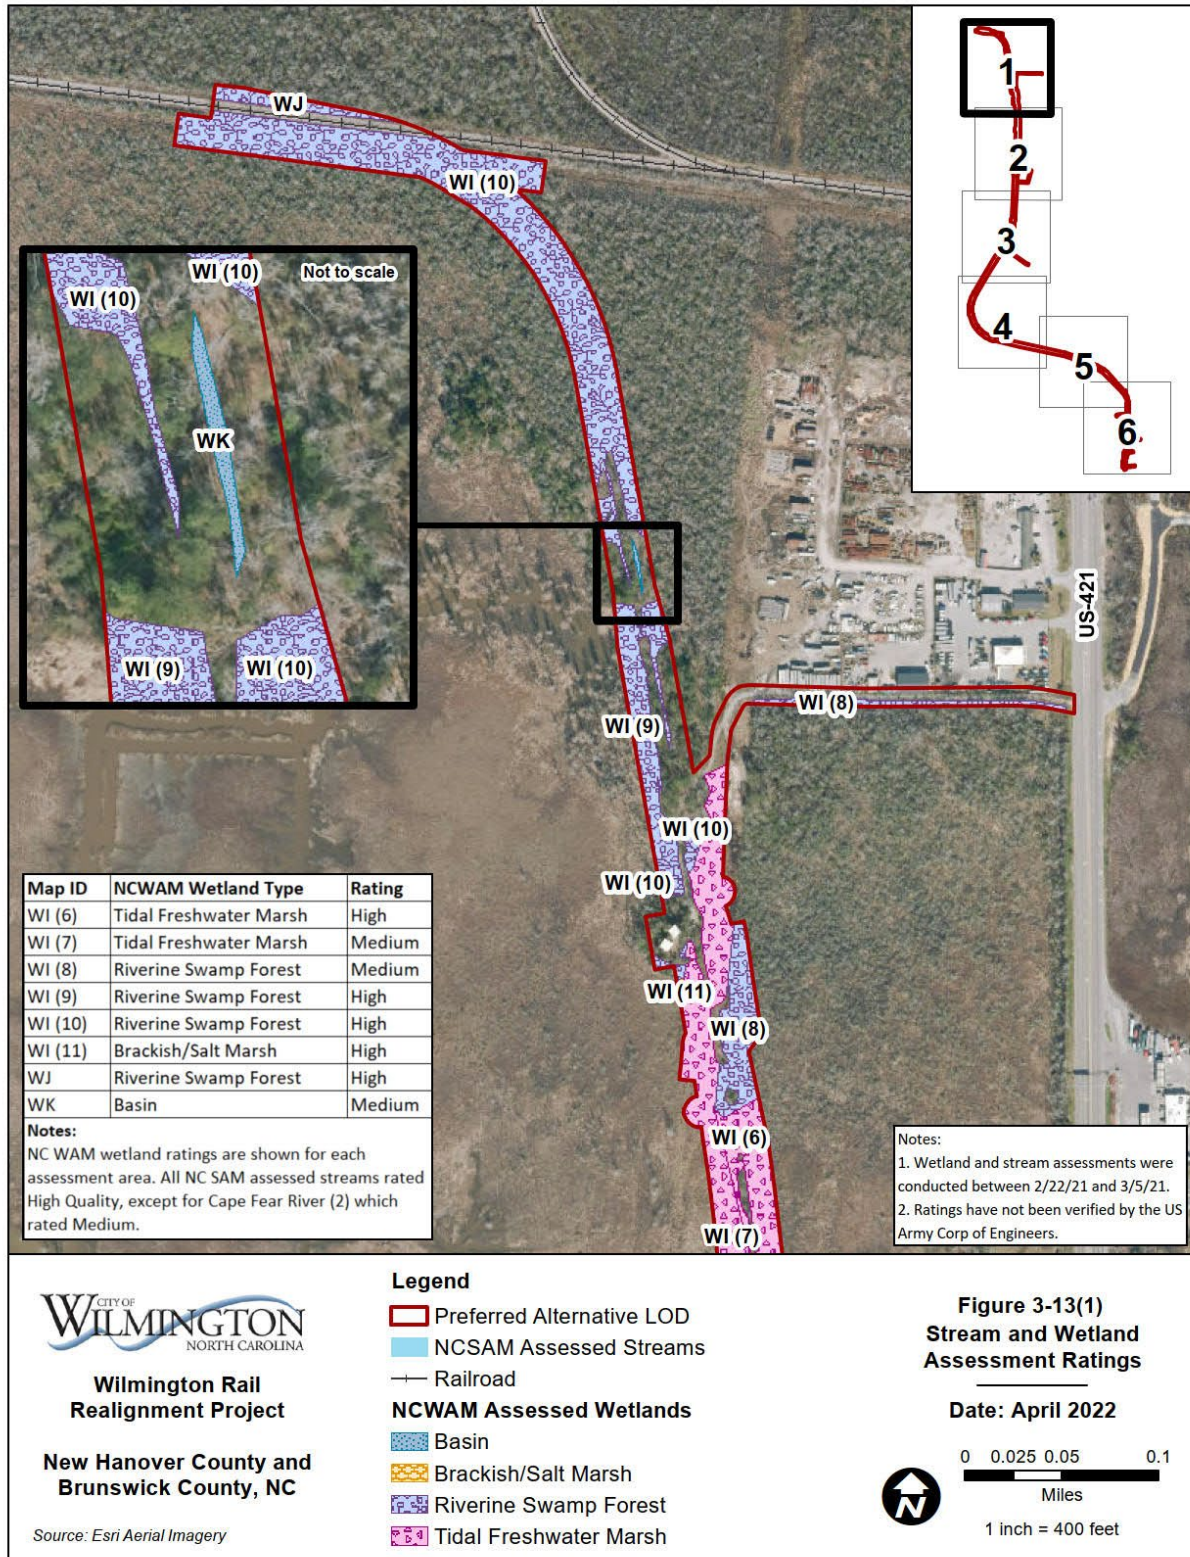 WJ
WI (10)
1
2
3
4
5
6
WI (10)
WI (10)
Not to scale
WK
WI (9)
WI (10)
US-421
WI (8)
WI (9)
WI (10)
WI (10)
WI (11)
WI (8)
WI (6)
WI (7)
Map ID NCWAM Wetland Type Rating
WI (6) Tidal Freshwater Marsh High
WI (7) Tidal Freshwater Marsh Medium
WI (8) Riverine Swamp Forest Medium
WI (9) Riverine Swamp Forest High
WI (10) Riverine Swamp Forest High
WI (11) Brackish/Salt Marsh High
WJ Riverine Swamp Forest High
WK Basin Medium
Notes:
NC WAM wetland ratings are shown for each
assessment area. All NC SAM assessed streams rated
High Quality, except for Cape Fear River (2) which
rated Medium.
Notes:
1. Wetland and stream assessments were
conducted between 2/22/21 and 3/5/21.
2. Ratings have not been verified by the US
Army Corp of Engineers.
CITY OF
WILMINGTON
NORTH CAROLINA
Wilmington Rail
Realignment Project
New Hanover County and
Brunswick County, NC
Source: Esri Aerial Imagery
Legend
Preferred Alternative LOD
NCSAM Assessed Streams
Railroad
NCWAM Assessed Wetlands
Basin
Brackish/Salt Marsh
Riverine Swamp Forest
Tidal Freshwater Marsh
Figure 3-13(1)
Stream and Wetland
Assessment Ratings
Date: April 2022
N
0 0.025 0.05 0.1
Miles
1 inch = 400 feet